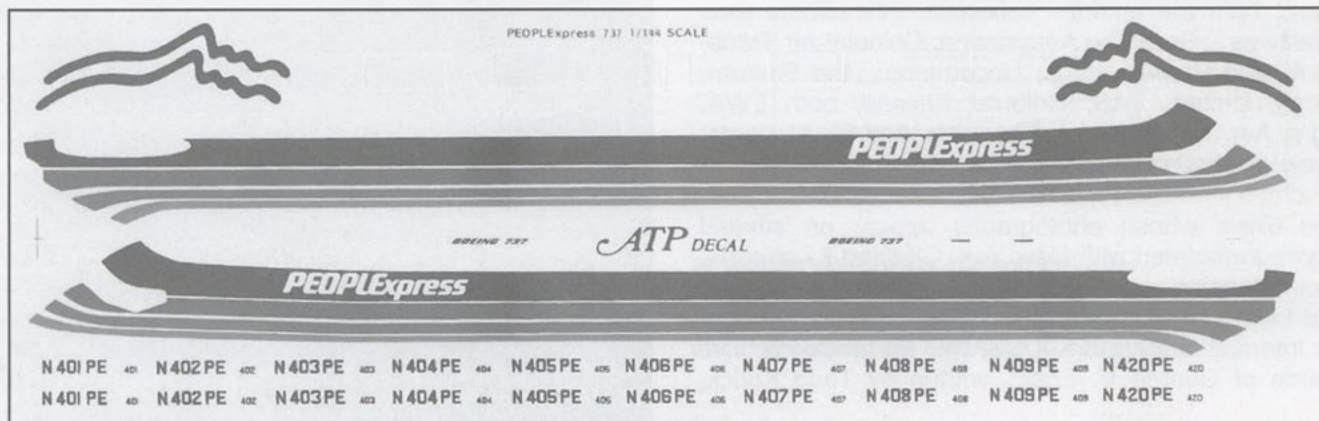 PEOPLExpress 737 1/144 SCALE
PEOPLExpress
BOEING 737 ATP DECAL BOEING 737
PEOPLExpress
N401PE 401 N402PE 402 N403PE 403 N404PE 404 N405PE 405 N406PE 406 N407PE 407 N408PE 408 N409PE 409 N420PE 420
N401PE 401 N402PE 402 N403PE 403 N404PE 404 N405PE 405 N406PE 406 N407PE 407 N408PE 408 N409PE 409 N420PE 420